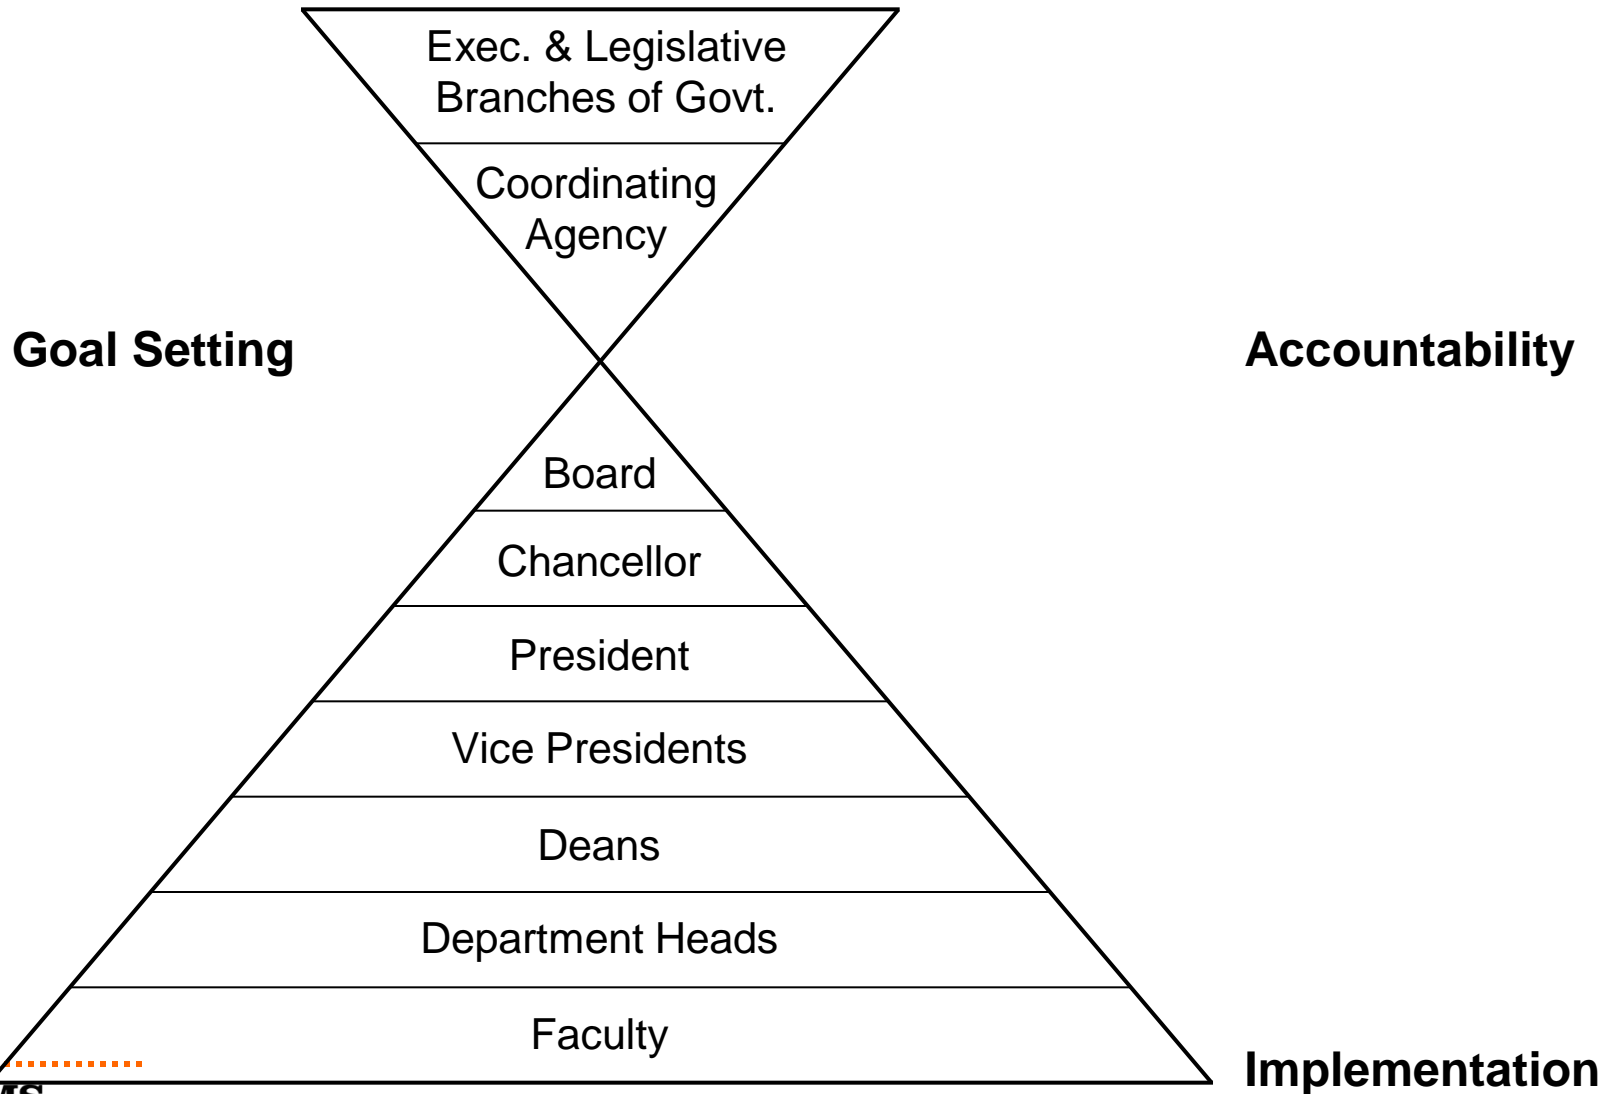 Exec. & Legislative
Branches of Govt.
Coordinating
Agency
Goal Setting
Accountability
Board
Chancellor
President
Vice Presidents
Deans
Department Heads
Faculty
Implementation